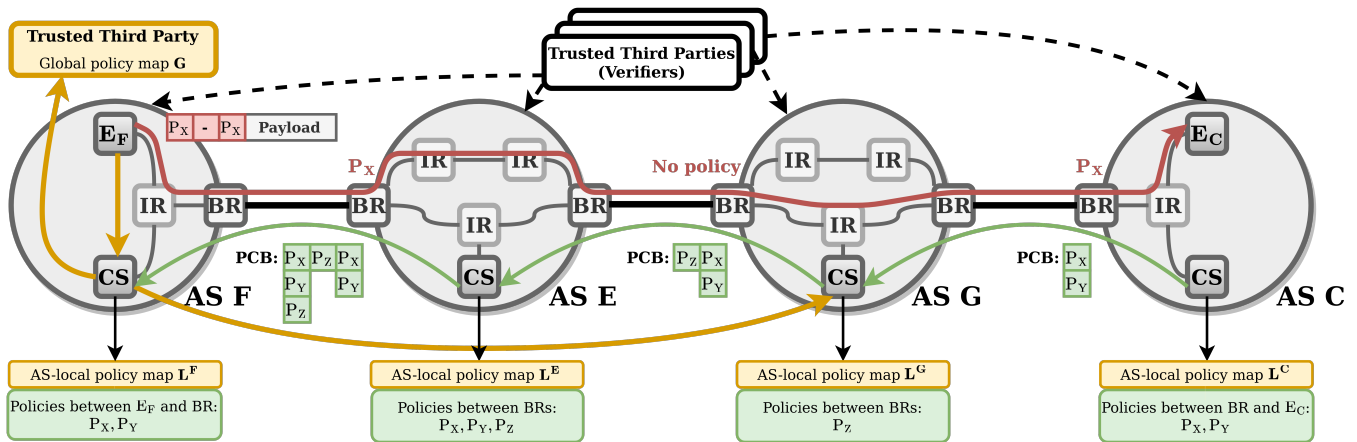 Trusted Third Party
Global policy map G
Trusted Third Parties
(Verifiers)
E_F
P_X - P_X Payload
IR
BR
CS
AS F
PCB: P_X P_Z P_X
P_Y P_Y
P_Z
P_X
BR
IR
IR
IR
BR
CS
AS E
PCB: P_Z P_X
P_Y
No policy
BR
IR
IR
IR
BR
CS
AS G
PCB: P_X
P_Y
P_X
BR
IR
E_C
CS
AS C
AS-local policy map L^F
Policies between E_F and BR:
P_X, P_Y
AS-local policy map L^E
Policies between BRs:
P_X, P_Y, P_Z
AS-local policy map L^G
Policies between BRs:
P_Z
AS-local policy map L^C
Policies between BR and E_C:
P_X, P_Y